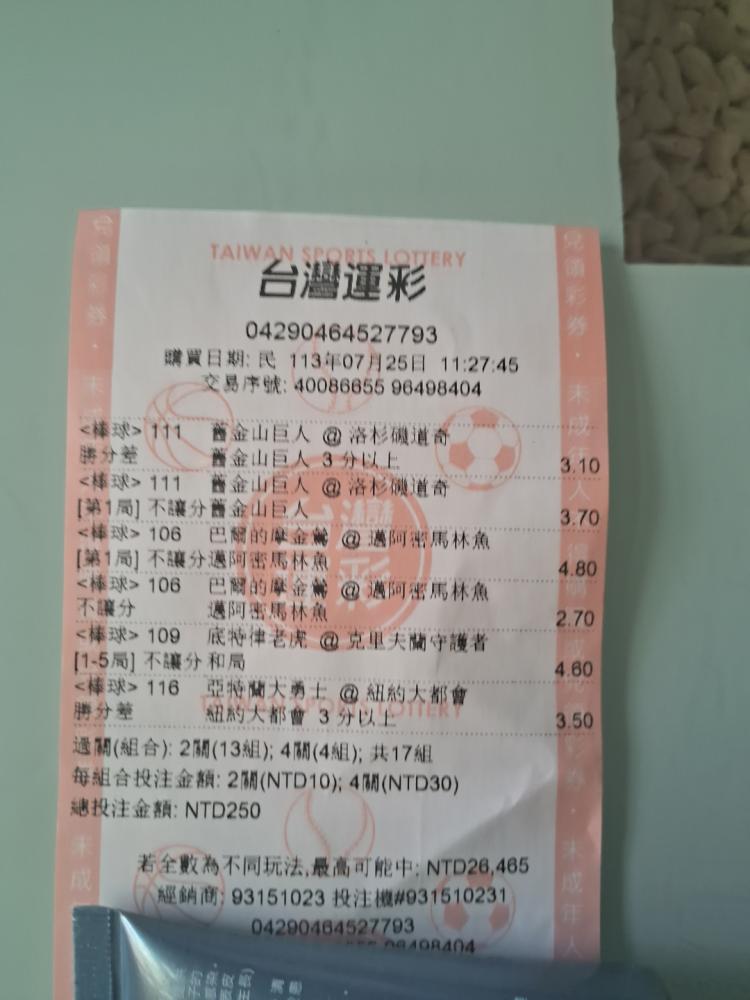 TAIWAN SPORTS LOTTERY
台灣運彩
04290464527793
購買日期: 民 113年07月25日 11:27:45
交易序號: 40086655 96498404
<棒球> 111 舊金山巨人 @ 洛杉磯道奇
勝分差 舊金山巨人 3 分以上 3.10
<棒球> 111 舊金山巨人 @ 洛杉磯道奇
[第1局] 不讓分舊金山巨人 3.70
<棒球> 106 巴爾的摩金鶯 @ 邁阿密馬林魚
[第1局] 不讓分邁阿密馬林魚 4.80
<棒球> 106 巴爾的摩金鶯 @ 邁阿密馬林魚
不讓分 邁阿密馬林魚 2.70
<棒球> 109 底特律老虎 @ 克里夫蘭守護者
[1-5局] 不讓分 和局 4.60
<棒球> 116 亞特蘭大勇士 @ 紐約大都會
勝分差 紐約大都會 3 分以上 3.50
TAIWAN SPORTS LOTTERY
過關(組合): 2關(13組); 4關(4組); 共17組
每組合投注金額: 2關(NTD10); 4關(NTD30)
總投注金額: NTD250
若全數為不同玩法,最高可能中: NTD26,465
經銷商: 93151023 投注機#931510231
04290464527793
96498404